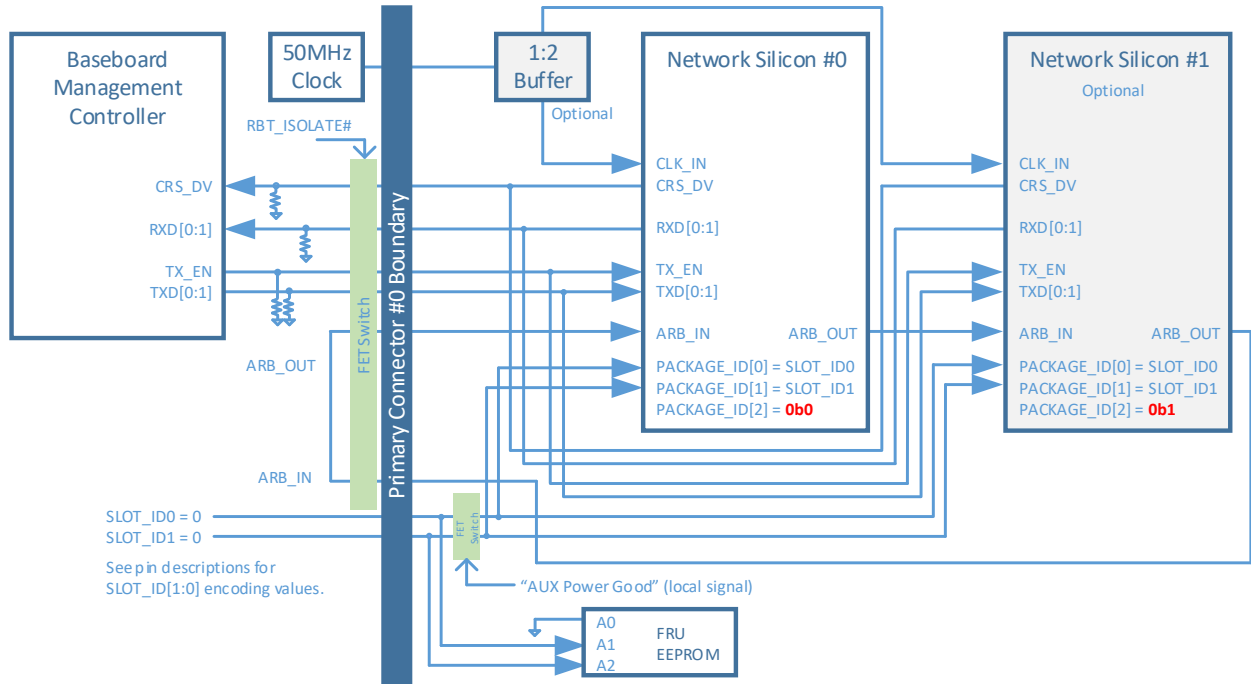 Baseboard
Management
Controller
CRS_DV
RXD[0:1]
TX_EN
TXD[0:1]
50MHz
Clock
RBT_ISOLATE#
FET Switch
ARB_OUT
ARB_IN
SLOT_ID0 = 0
SLOT_ID1 = 0
See pin descriptions for
SLOT_ID[1:0] encoding values.
Primary Connector #0 Boundary
1:2
Buffer
Optional
Network Silicon #0
CLK_IN
CRS_DV
RXD[0:1]
TX_EN
TXD[0:1]
ARB_IN
ARB_OUT
PACKAGE_ID[0] = SLOT_ID0
PACKAGE_ID[1] = SLOT_ID1
PACKAGE_ID[2] = 0b0
Network Silicon #1
Optional
CLK_IN
CRS_DV
RXD[0:1]
TX_EN
TXD[0:1]
ARB_IN
ARB_OUT
PACKAGE_ID[0] = SLOT_ID0
PACKAGE_ID[1] = SLOT_ID1
PACKAGE_ID[2] = 0b1
FET
Switch
“AUX Power Good” (local signal)
A0
A1
A2
FRU
EEPROM